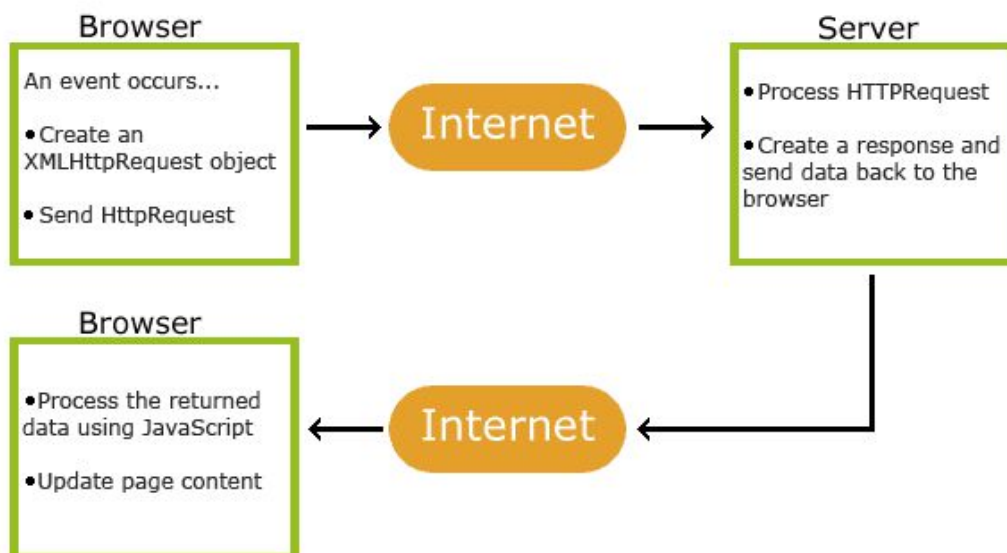 Browser
An event occurs...
•Create an
XMLHttpRequest object
•Send HttpRequest
Internet
Server
•Process HTTPRequest
•Create a response and
send data back to the
browser
Browser
•Process the returned
data using JavaScript
•Update page content
Internet